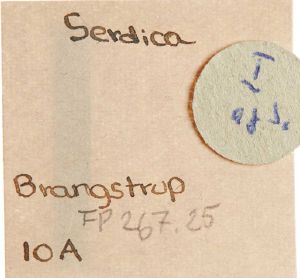 Serdica
Brangstrup
FP 267.25
10A